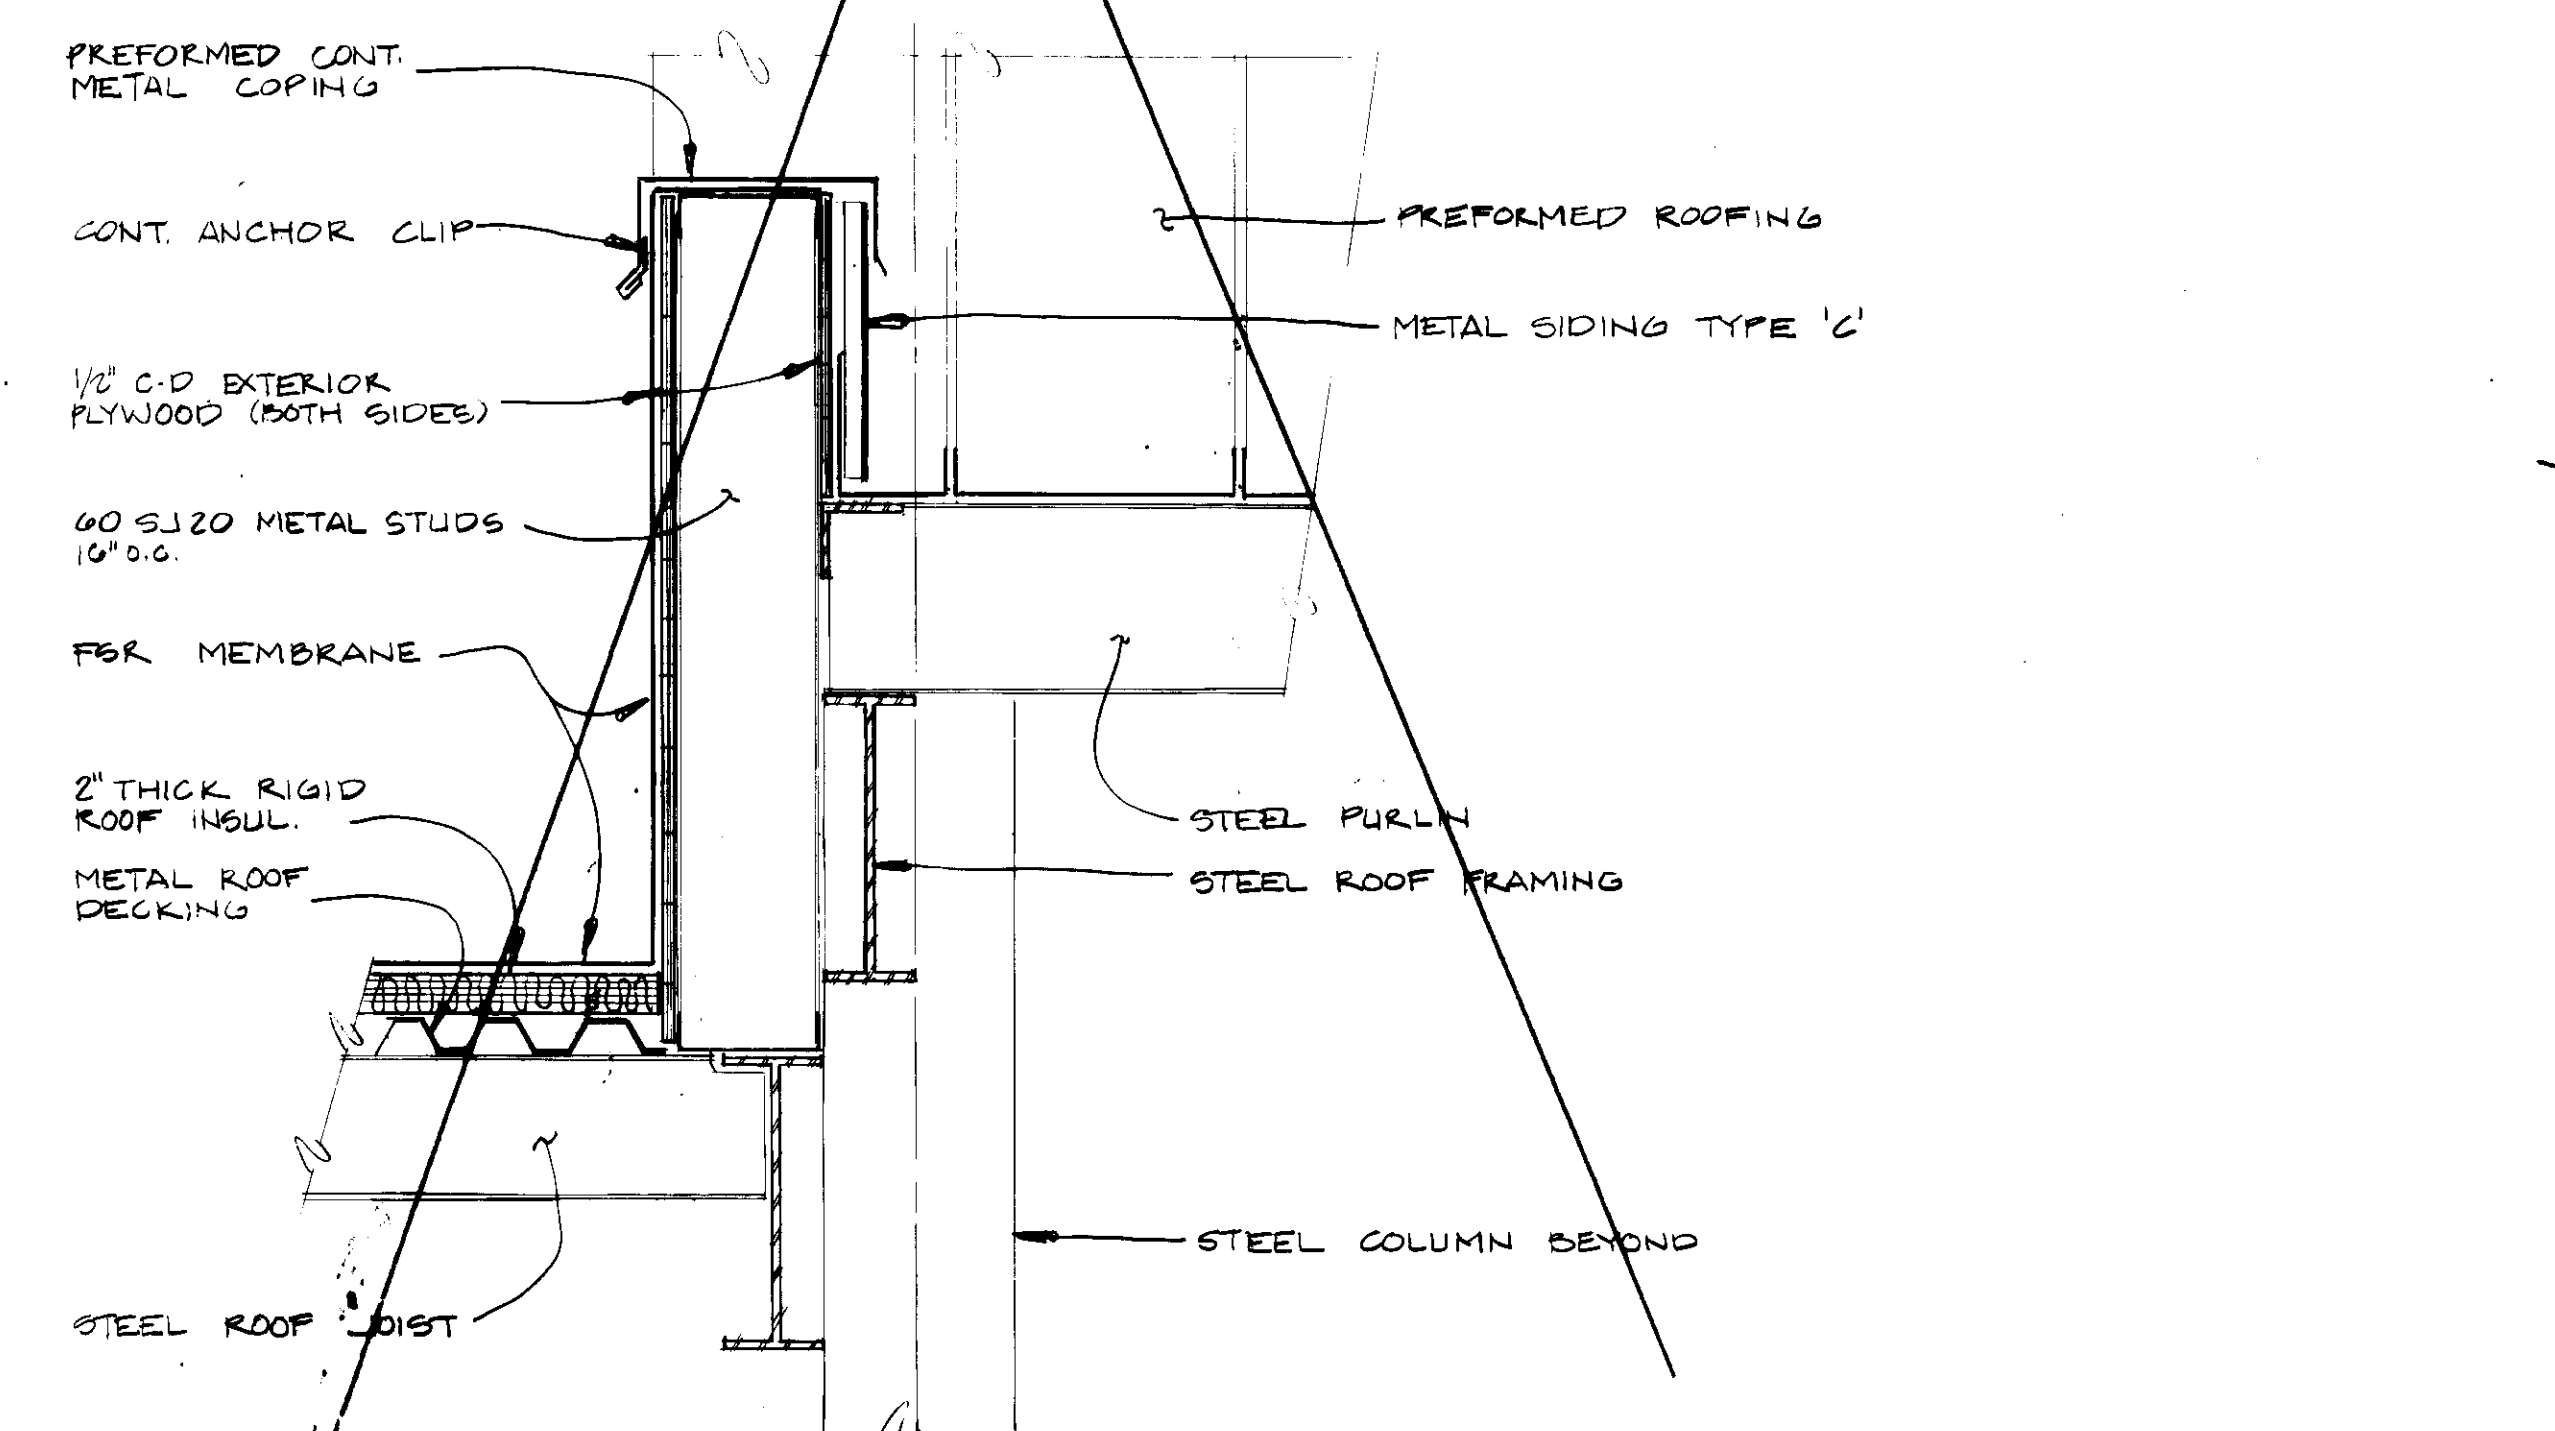 PREFORMED CONT.
METAL COPING
CONT. ANCHOR CLIP
1/2" C-D EXTERIOR
PLYWOOD (BOTH SIDES)
60 SJ20 METAL STUDS
16" O.C.
FSR MEMBRANE
2" THICK RIGID
ROOF INSUL.
METAL ROOF
DECKING
STEEL ROOF JOIST
PREFORMED ROOFING
METAL SIDING TYPE 'C'
STEEL PURLIN
STEEL ROOF FRAMING
STEEL COLUMN BEYOND